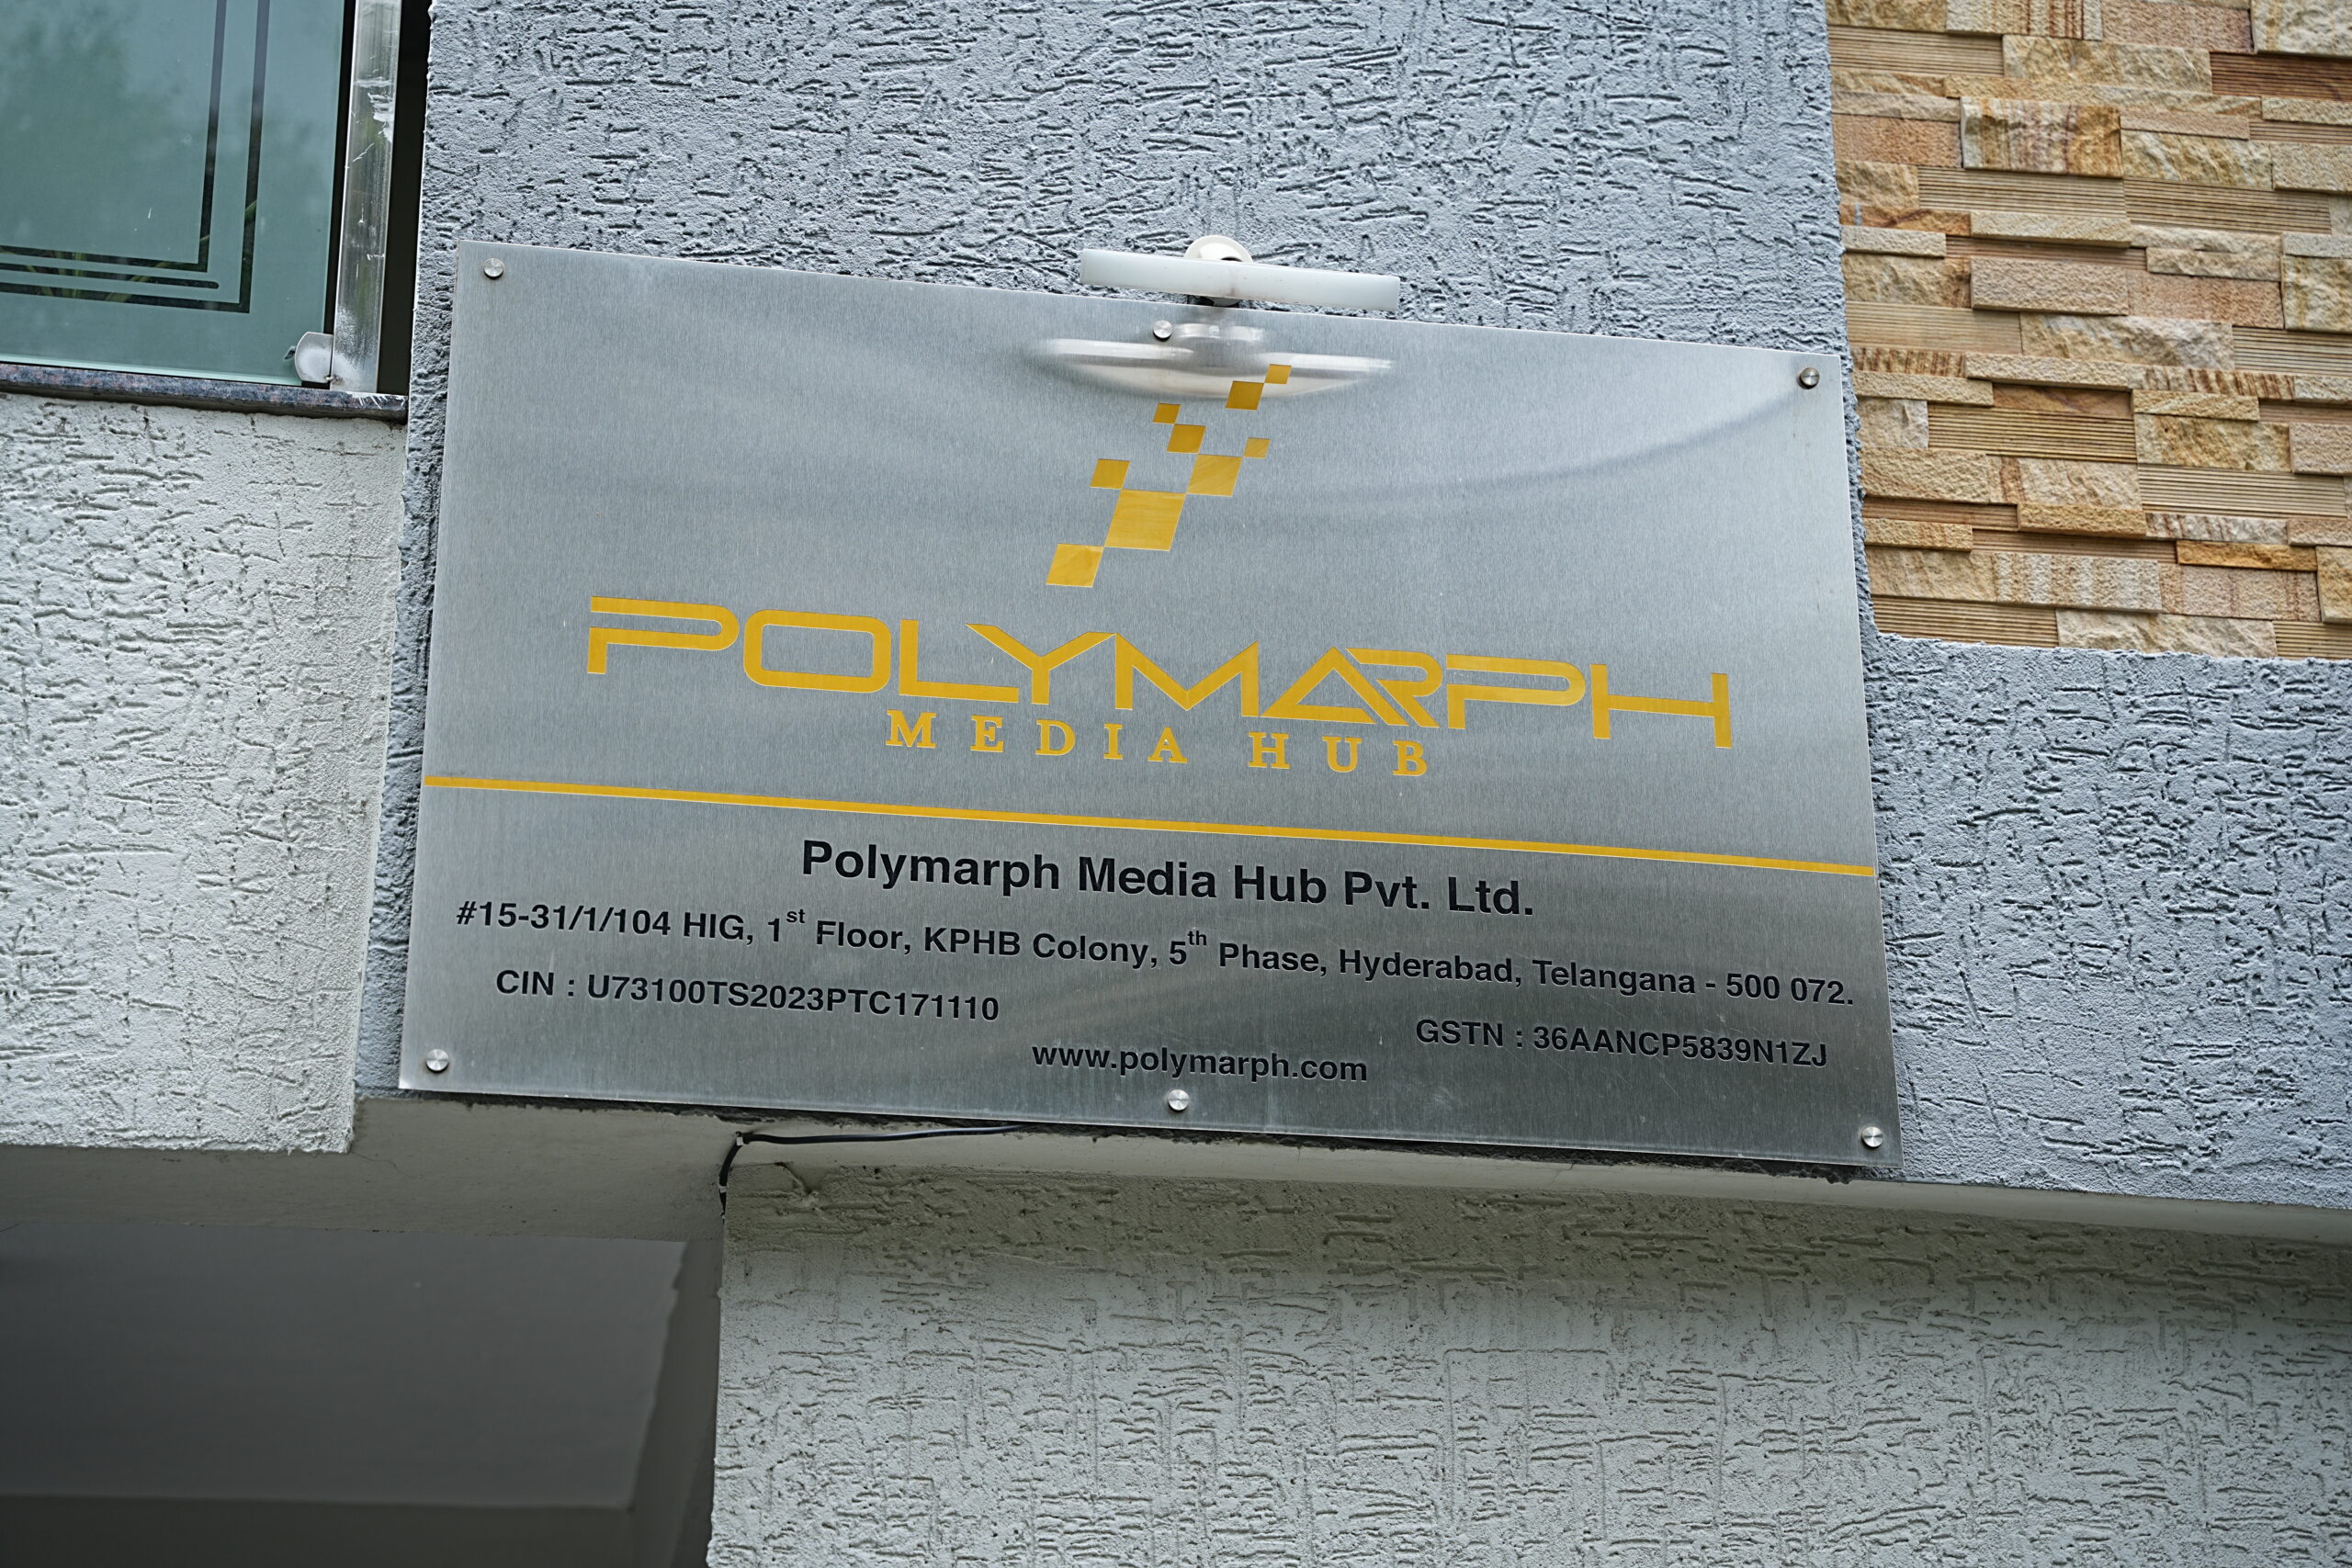 POLYMARPH
MEDIA HUB
Polymarph Media Hub Pvt. Ltd.
#15-31/1/104 HIG, 1st Floor, KPHB Colony, 5th Phase, Hyderabad, Telangana - 500 072.
CIN : U73100TS2023PTC171110
GSTN : 36AANCP5839N1ZJ
www.polymarph.com